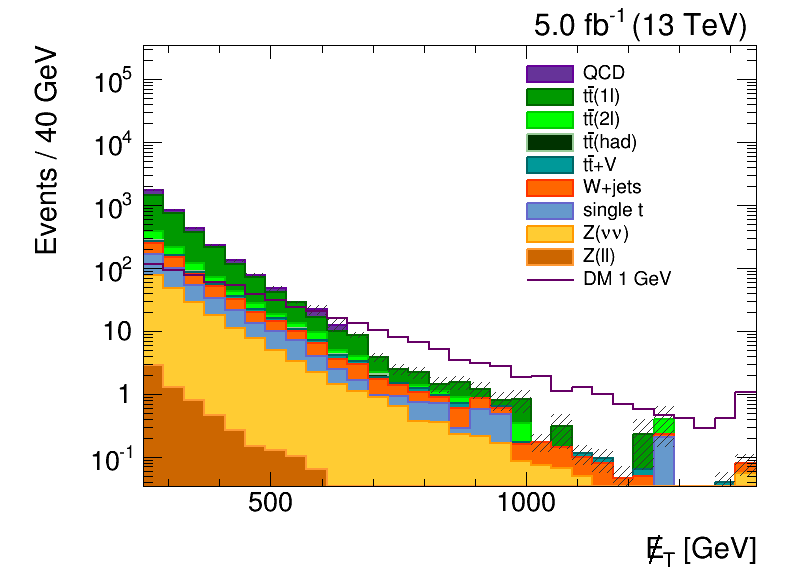 5.0 fb⁻¹ (13 TeV)
Events / 40 GeV
10⁵
10⁴
10³
10²
10
1
10⁻¹
QCD
tt̄(1l)
tt̄(2l)
tt̄(had)
tt̄+V
W+jets
single t
Z(νν)
Z(ll)
DM 1 GeV
500 1000
E̸_T [GeV]